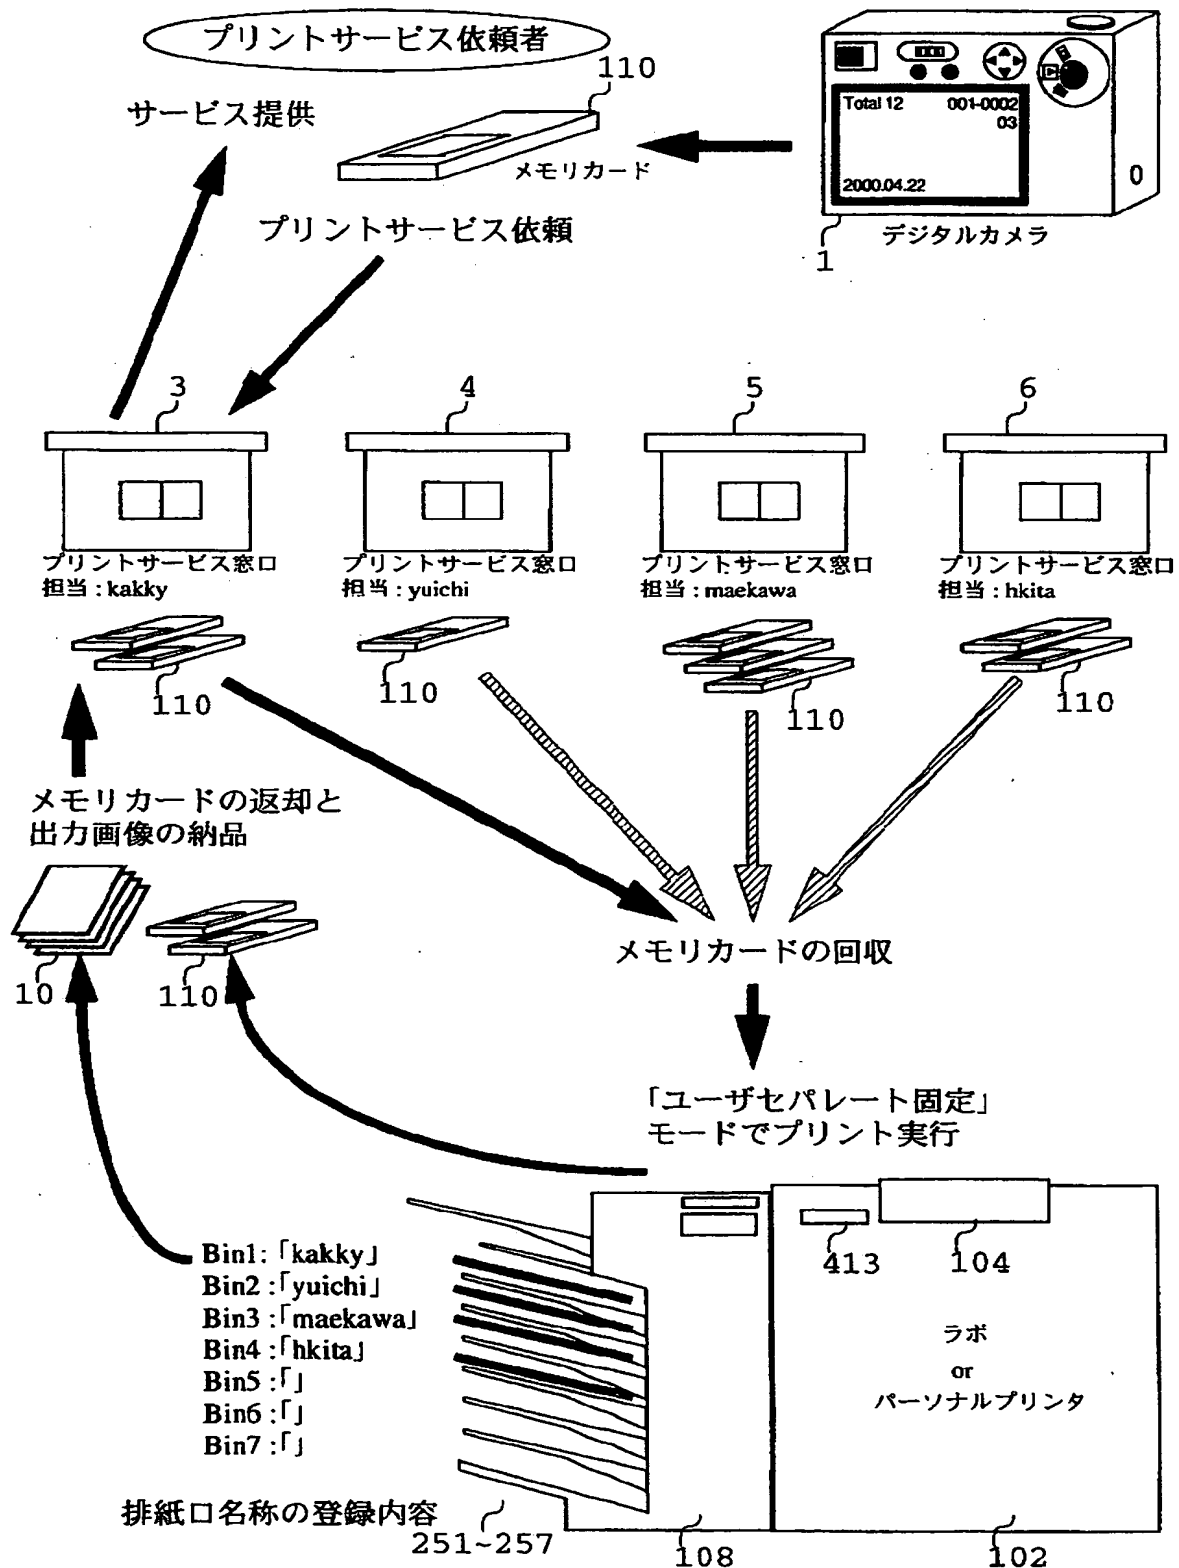 プリントサービス依頼者
110
サービス提供
メモリカード
Total 12 001-0002
03
2000.04.22
0
デジタルカメラ
1
プリントサービス依頼
3
4
5
6
プリントサービス窓口
担当 : kakky
プリントサービス窓口
担当 : yuichi
プリントサービス窓口
担当 : maekawa
プリントサービス窓口
担当 : hkita
110
110
110
110
メモリカードの返却と
出力画像の納品
10
110
メモリカードの回収
「ユーザセパレート固定」
モードでプリント実行
Bin1:「kakky」
Bin2 :「yuichi」
Bin3 :「maekawa」
Bin4 :「hkita」
Bin5 :「」
Bin6 :「」
Bin7 :「」
413
104
ラボ
or
パーソナルプリンタ
排紙口名称の登録内容
251~257
108
102